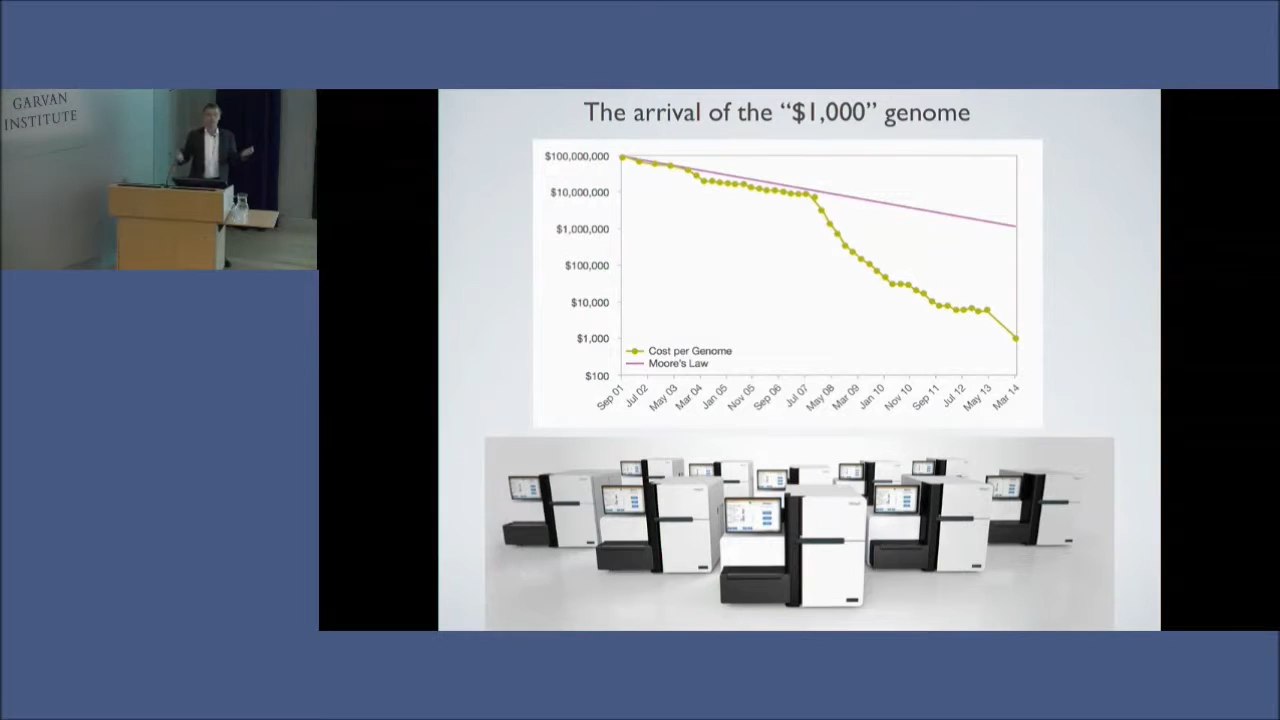 GARVAN
INSTITUTE
The arrival of the “$1,000” genome
$100,000,000
$10,000,000
$1,000,000
$100,000
$10,000
$1,000
$100
Cost per Genome
Moore's Law
Sep 01
Jul 02
May 03
Mar 04
Jan 05
Nov 05
Sep 06
Jul 07
May 08
Mar 09
Jan 10
Nov 10
Sep 11
Jul 12
May 13
Mar 14